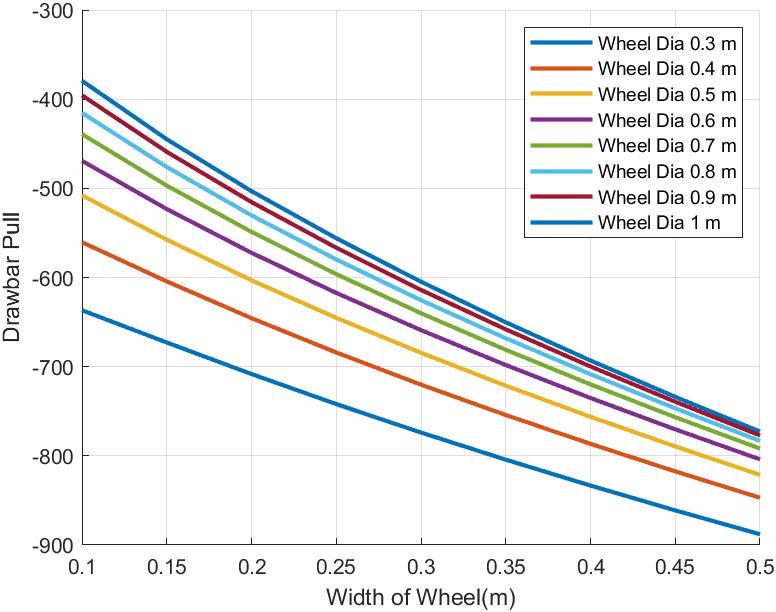 -300
-400
-500
-600
-700
-800
-900
Drawbar Pull
0.1 0.15 0.2 0.25 0.3 0.35 0.4 0.45 0.5
Width of Wheel(m)
Wheel Dia 0.3 m
Wheel Dia 0.4 m
Wheel Dia 0.5 m
Wheel Dia 0.6 m
Wheel Dia 0.7 m
Wheel Dia 0.8 m
Wheel Dia 0.9 m
Wheel Dia 1 m